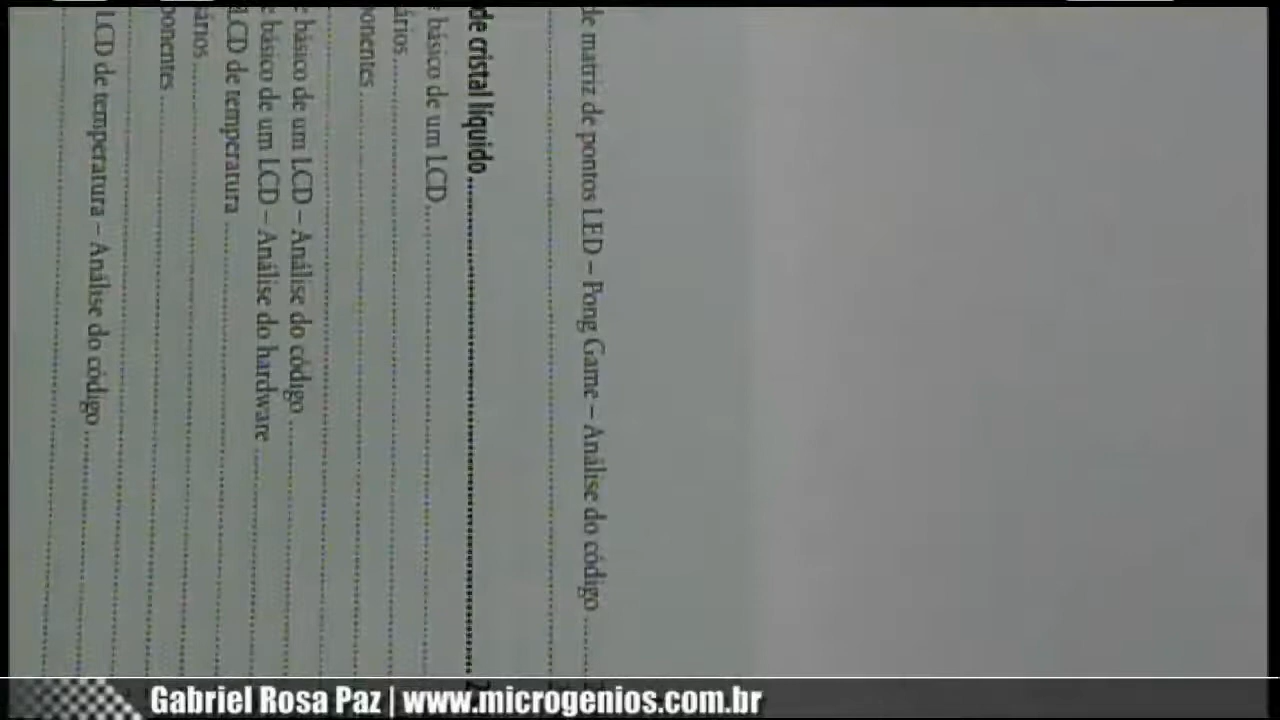 de matriz de pontos LED – Pong Game – Análise do código
de cristal líquido
básico de um LCD
ários
ponentes
e básico de um LCD – Análise do código
e básico de um LCD – Análise do hardware
LCD de temperatura
ários
ponentes
LCD de temperatura – Análise do código
Gabriel Rosa Paz | www.microgenios.com.br